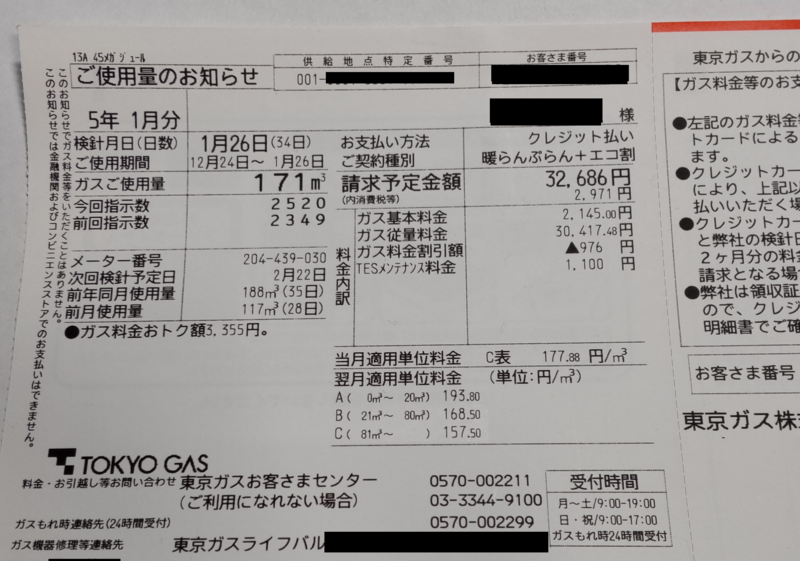 13A 45メガジュール
ご使用量のお知らせ
供給地点特定番号
001-
お客さま番号
5年 1月分
様
検針月日(日数) 1月26日(34日)
ご使用期間 12月24日～ 1月26日
ガスご使用量 171m³
今回指示数 2520
前回指示数 2349
メーター番号 204-439-030
次回検針予定日 2月22日
前年同月使用量 188m³(35日)
前月使用量 117m³(28日)
●ガス料金おトク額3,355円。
お支払い方法 クレジット払い
ご契約種別 暖らんぷらん＋エコ割
請求予定金額 32,686円
(内消費税等) 2,971円
料金内訳
ガス基本料金 2,145.00円
ガス従量料金 30,417.48円
ガス料金割引額 ▲976 円
TESメンテナンス料金 1,100 円
当月適用単位料金 C表 177.88 円/m³
翌月適用単位料金 (単位:円/m³)
A( 0m³～ 20m³) 193.80
B( 21m³～ 80m³) 168.50
C( 81m³～ ) 157.50
このお知らせでガス料金等をいただくことはありません。
このお知らせでは金融機関およびコンビニエンスストアでのお支払いはできません。
TOKYO GAS
料金・お引越し等お問い合わせ 東京ガスお客さまセンター 0570-002211
(ご利用になれない場合) 03-3344-9100
ガスもれ時連絡先(24時間受付) 0570-002299
ガス機器修理等連絡先 東京ガスライフバル
受付時間
月～土/9:00-19:00
日・祝/9:00-17:00
ガスもれ時24時間受付
東京ガスからの
【ガス料金等のお支
●左記のガス料金等
トカードによる
ます。
●クレジットカー
により、上記以
払いいただく場
●クレジットカー
と弊社の検針日
２ヶ月分の料金
請求となる場
●弊社は領収証
ので、クレジ
明細書でご確
お客さま番号
東京ガス株